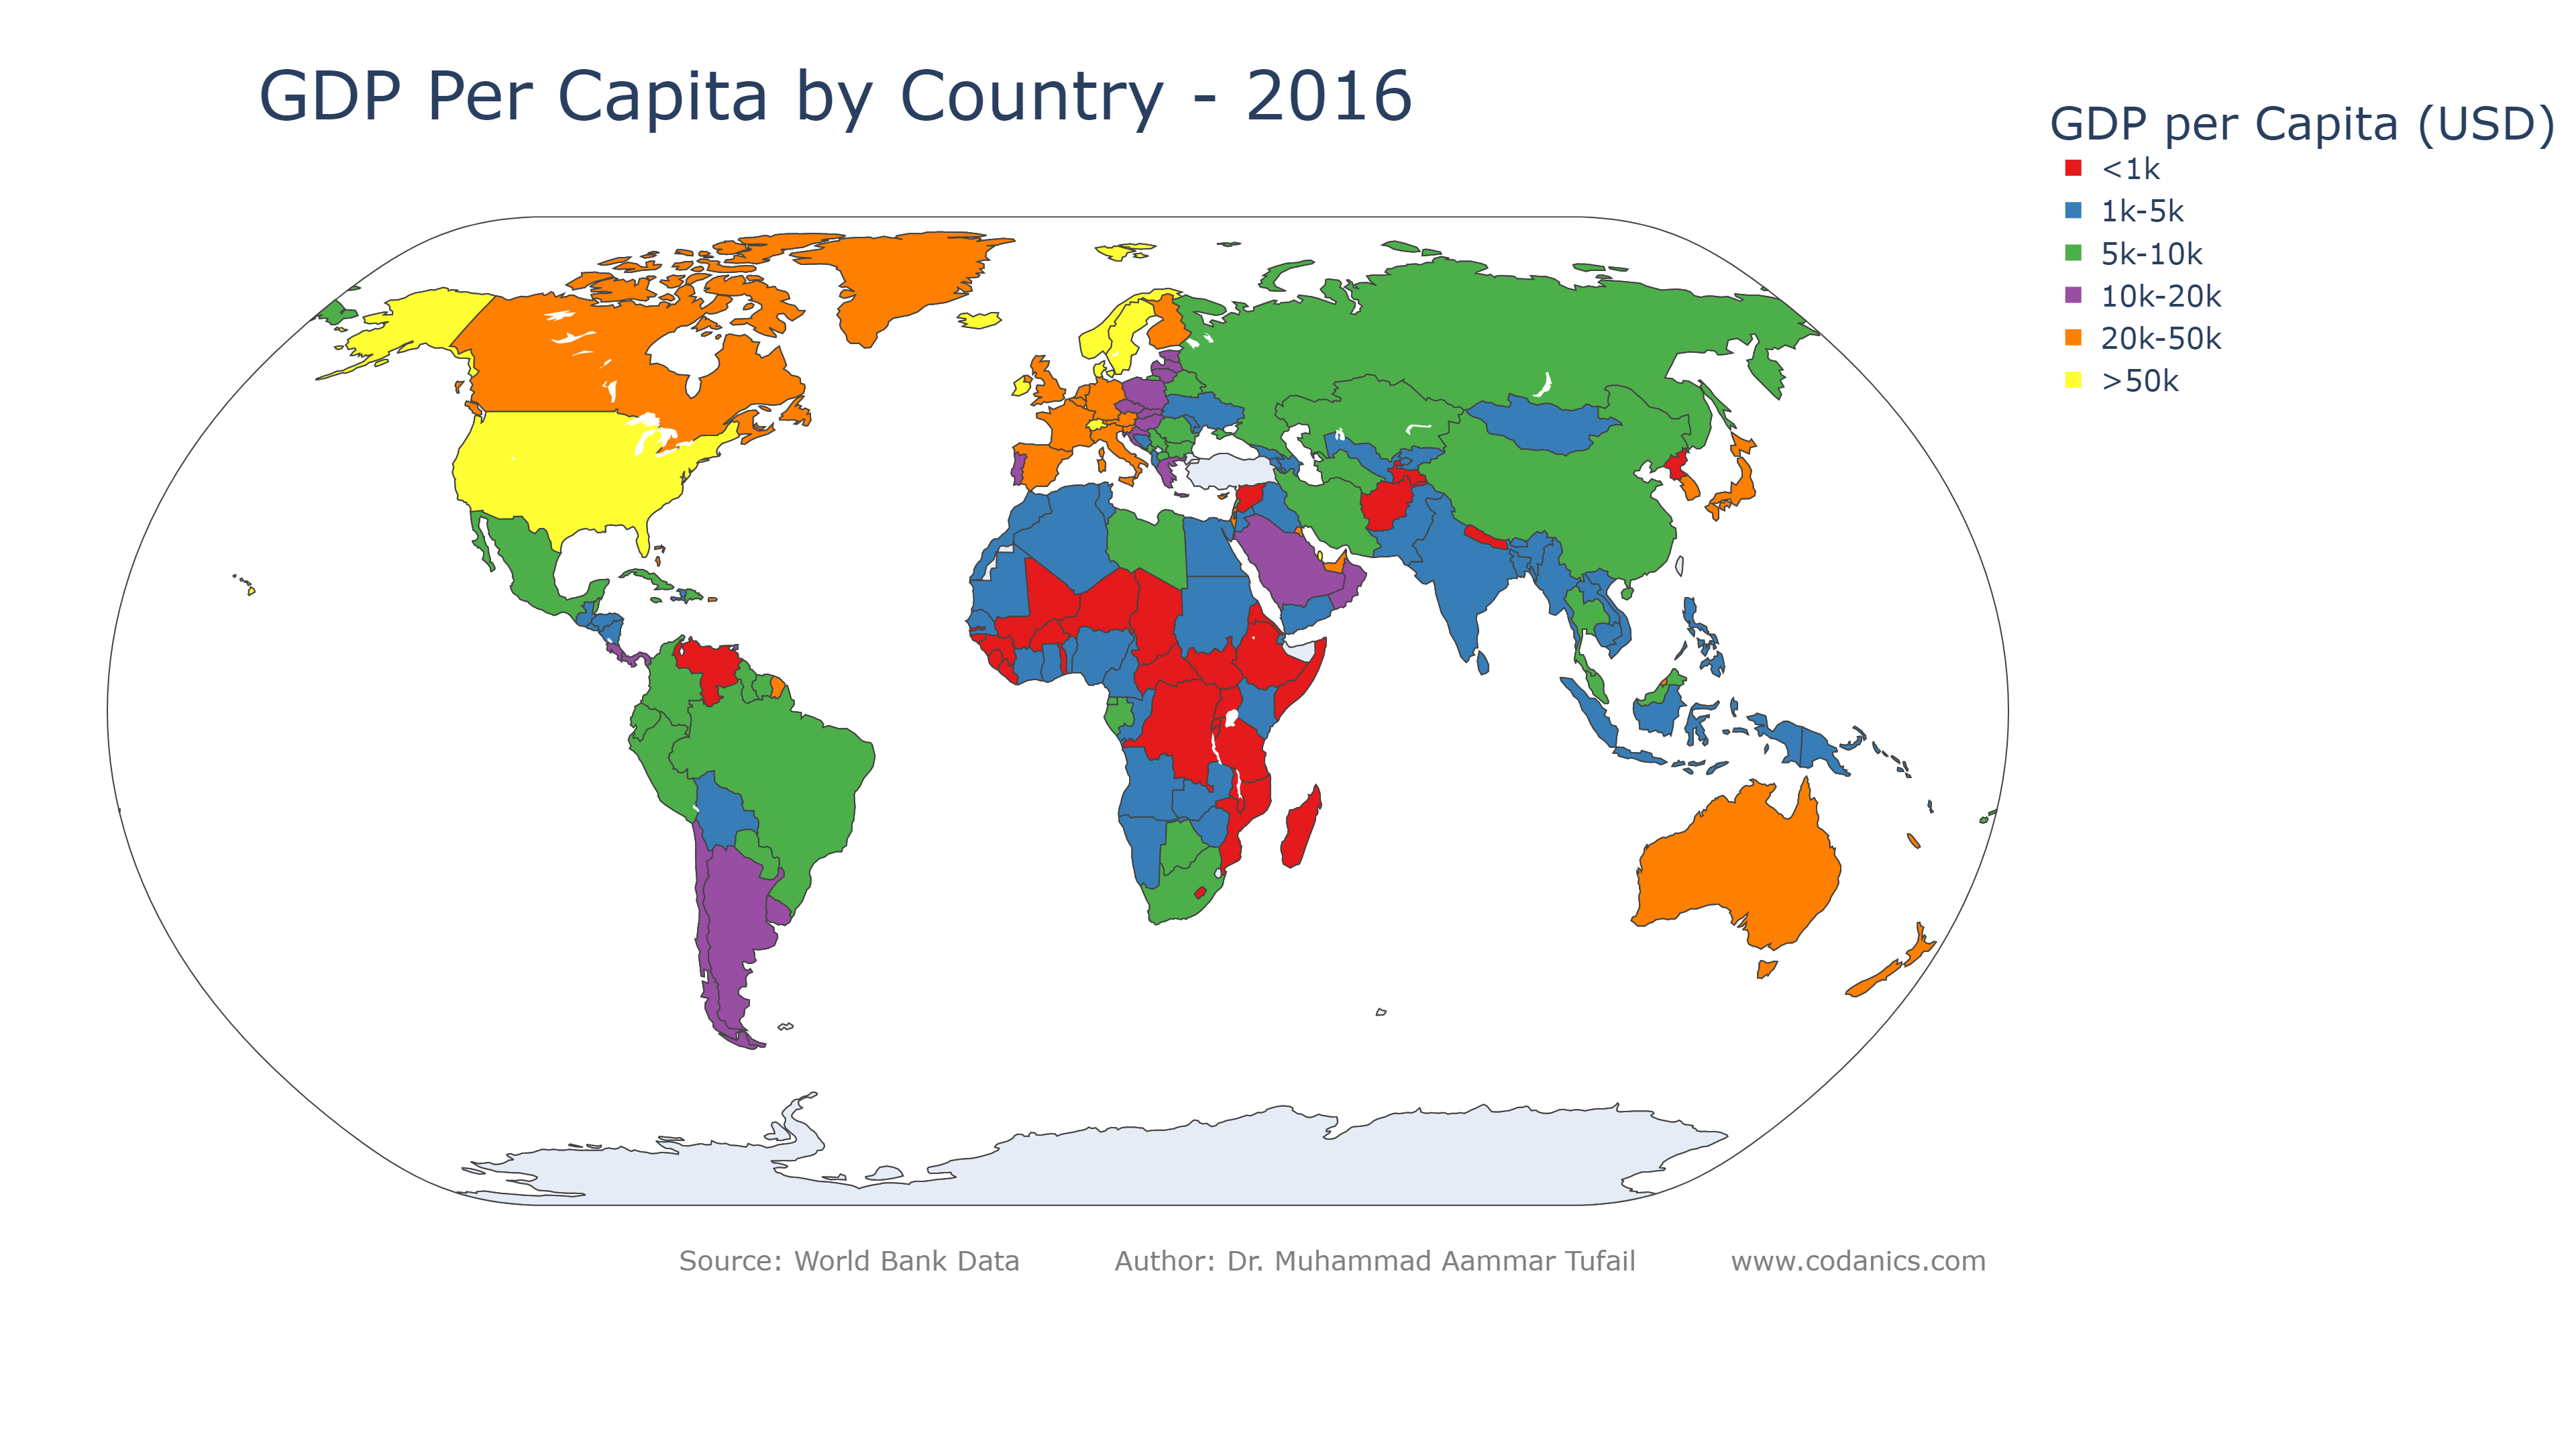 GDP Per Capita by Country - 2016
GDP per Capita (USD)
<1k
1k-5k
5k-10k
10k-20k
20k-50k
>50k
Source: World Bank Data Author: Dr. Muhammad Aammar Tufail www.codanics.com